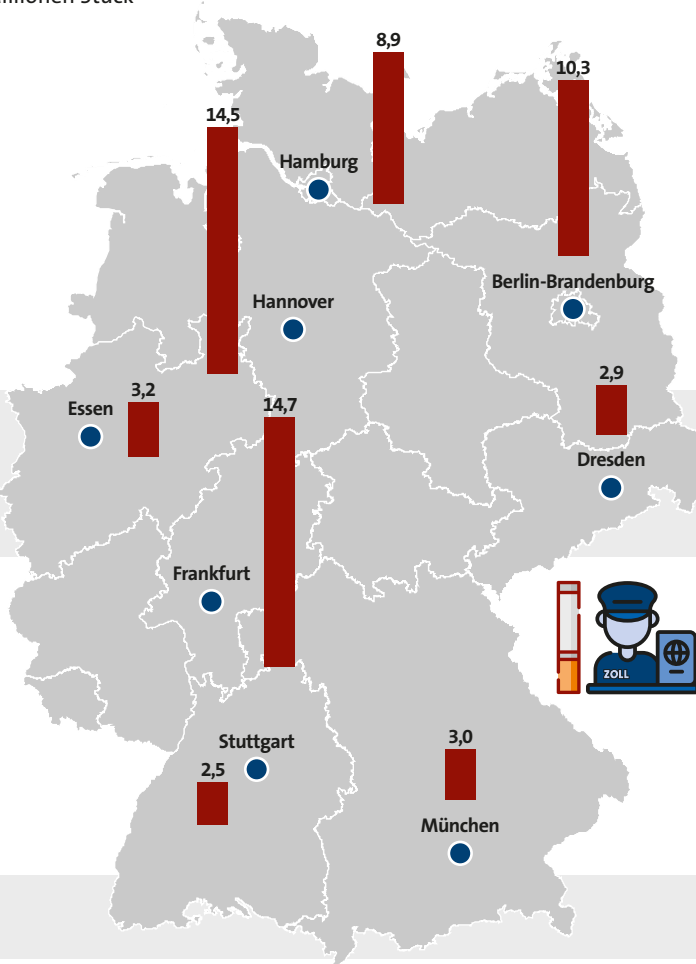 8,9
10,3
14,5
Hamburg
Berlin-Brandenburg
Hannover
2,9
3,2
14,7
Essen
Dresden
Frankfurt
ZOLL
Stuttgart
3,0
2,5
München